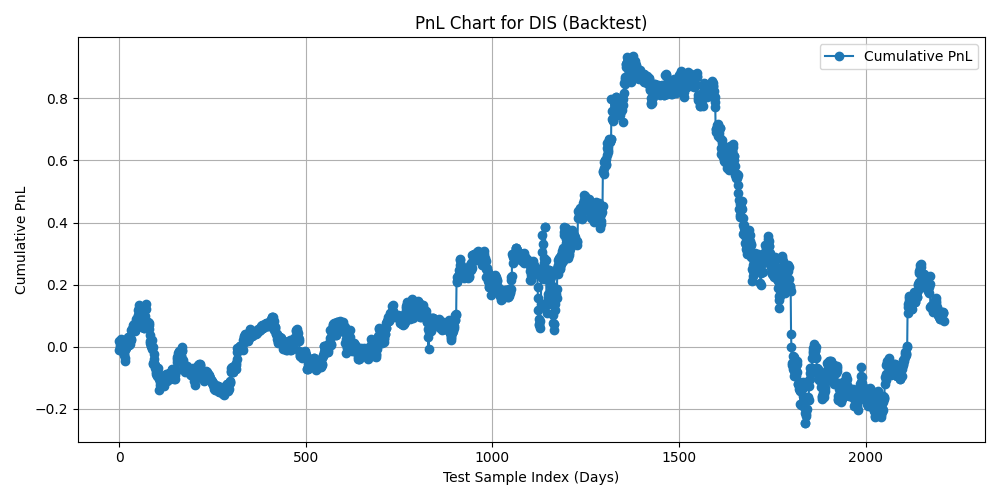 PnL Chart for DIS (Backtest)
Cumulative PnL
Cumulative PnL
0.8
0.6
0.4
0.2
0.0
−0.2
0 500 1000 1500 2000
Test Sample Index (Days)